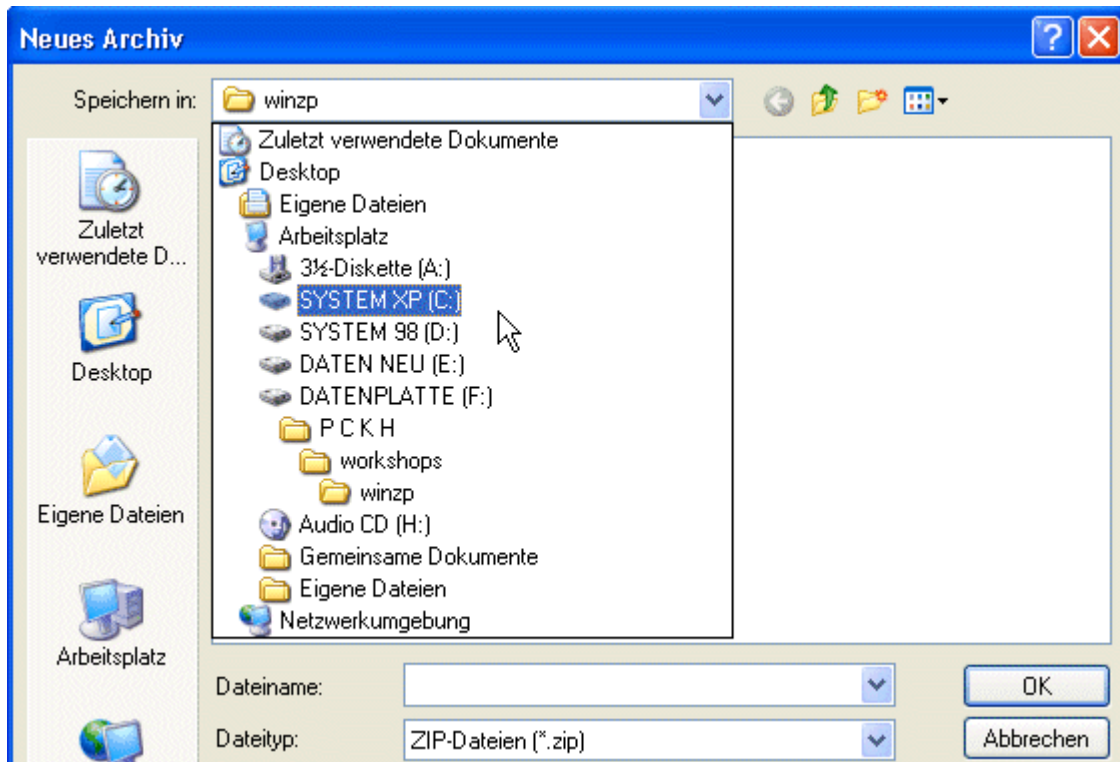 Neues Archiv
Speichern in:
winzp
Zuletzt verwendete Dokumente
Desktop
Eigene Dateien
Arbeitsplatz
3½-Diskette (A:)
SYSTEM XP (C:)
SYSTEM 98 (D:)
DATEN NEU (E:)
DATENPLATTE (F:)
P C K H
workshops
winzp
Audio CD (H:)
Gemeinsame Dokumente
Eigene Dateien
Netzwerkumgebung
Zuletzt
verwendete D...
Desktop
Eigene Dateien
Arbeitsplatz
Dateiname:
OK
Dateityp:
ZIP-Dateien (*.zip)
Abbrechen